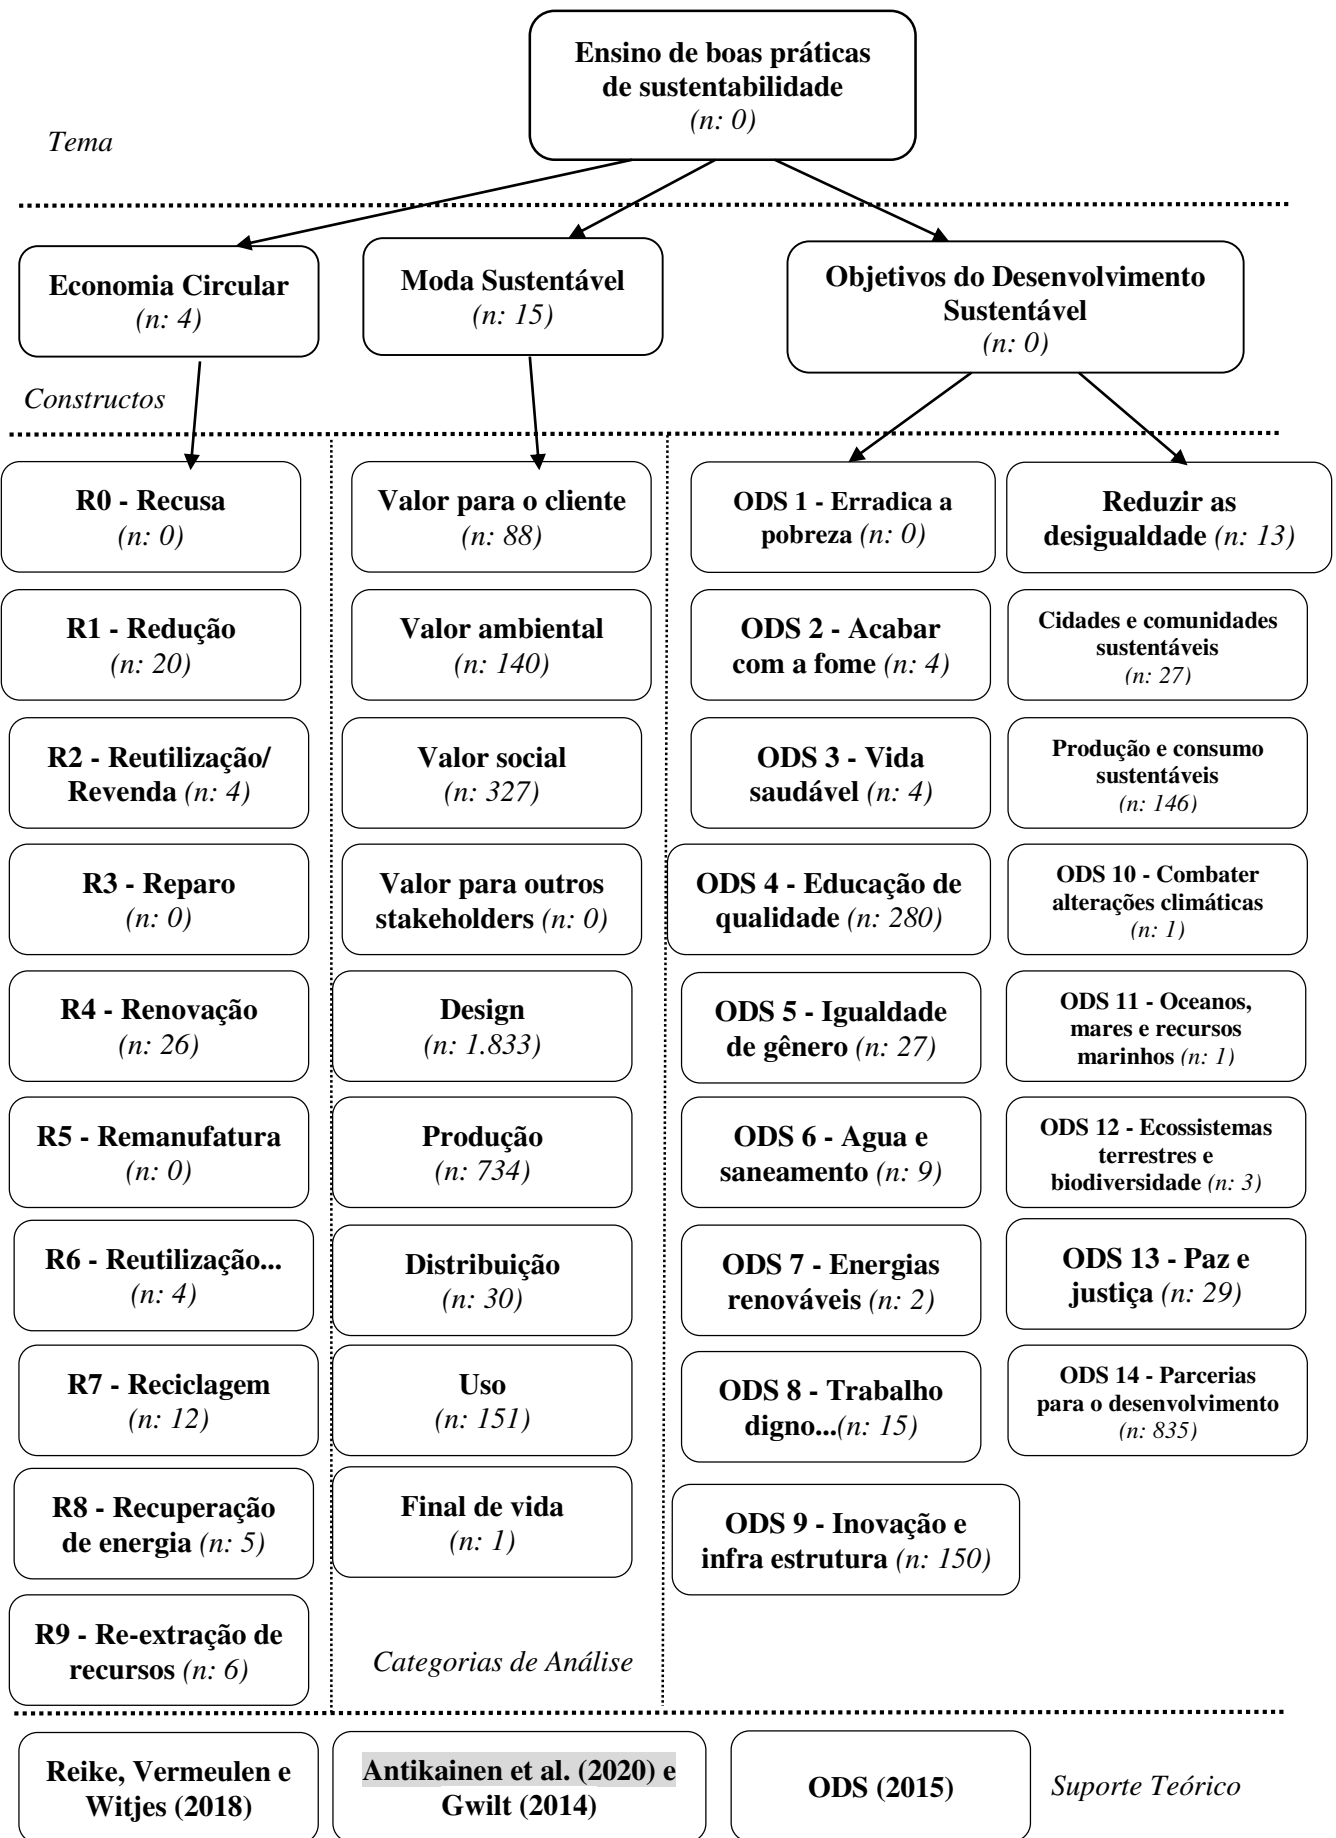 Ensino de boas práticas
de sustentabilidade
(n: 0)
Tema
Economia Circular
(n: 4)
Moda Sustentável
(n: 15)
Objetivos do Desenvolvimento
Sustentável
(n: 0)
Constructos
R0 - Recusa
(n: 0)
R1 - Redução
(n: 20)
R2 - Reutilização/
Revenda (n: 4)
R3 - Reparo
(n: 0)
R4 - Renovação
(n: 26)
R5 - Remanufatura
(n: 0)
R6 - Reutilização...
(n: 4)
R7 - Reciclagem
(n: 12)
R8 - Recuperação
de energia (n: 5)
R9 - Re-extração de
recursos (n: 6)
Valor para o cliente
(n: 88)
Valor ambiental
(n: 140)
Valor social
(n: 327)
Valor para outros
stakeholders (n: 0)
Design
(n: 1.833)
Produção
(n: 734)
Distribuição
(n: 30)
Uso
(n: 151)
Final de vida
(n: 1)
Categorias de Análise
ODS 1 - Erradica a
pobreza (n: 0)
ODS 2 - Acabar
com a fome (n: 4)
ODS 3 - Vida
saudável (n: 4)
ODS 4 - Educação de
qualidade (n: 280)
ODS 5 - Igualdade
de gênero (n: 27)
ODS 6 - Agua e
saneamento (n: 9)
ODS 7 - Energias
renováveis (n: 2)
ODS 8 - Trabalho
digno...(n: 15)
ODS 9 - Inovação e
infra estrutura (n: 150)
Reduzir as
desigualdade (n: 13)
Cidades e comunidades
sustentáveis
(n: 27)
Produção e consumo
sustentáveis
(n: 146)
ODS 10 - Combater
alterações climáticas
(n: 1)
ODS 11 - Oceanos,
mares e recursos
marinhos (n: 1)
ODS 12 - Ecossistemas
terrestres e
biodiversidade (n: 3)
ODS 13 - Paz e
justiça (n: 29)
ODS 14 - Parcerias
para o desenvolvimento
(n: 835)
Reike, Vermeulen e
Witjes (2018)
Antikainen et al. (2020) e
Gwilt (2014)
ODS (2015)
Suporte Teórico